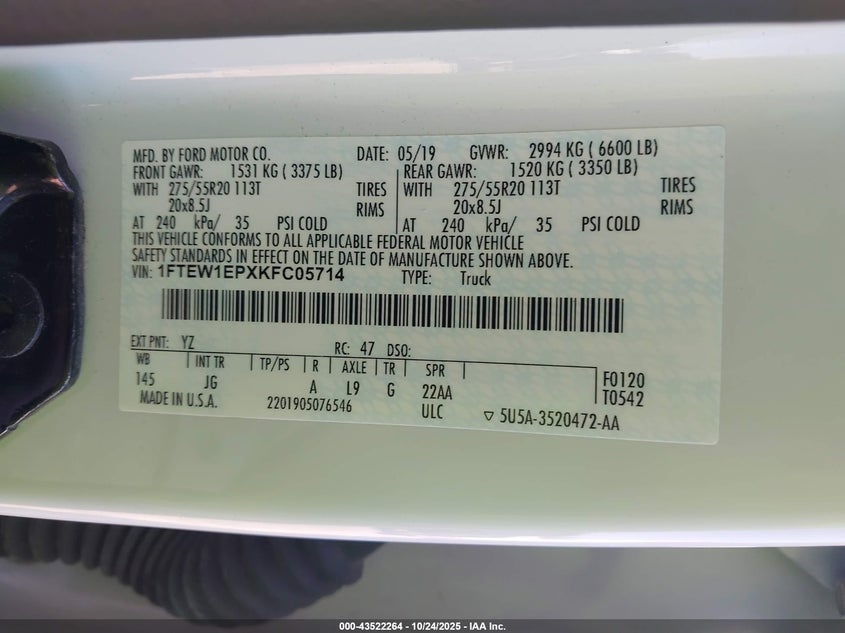 MFD. BY FORD MOTOR CO. DATE: 05/19 GVWR: 2994 KG ( 6600 LB)
FRONT GAWR: 1531 KG ( 3375 LB) REAR GAWR: 1520 KG ( 3350 LB)
WITH 275/55R20 113T TIRES WITH 275/55R20 113T TIRES
20x8.5J RIMS 20x8.5J RIMS
AT 240 kPa/ 35 PSI COLD AT 240 kPa/ 35 PSI COLD
THIS VEHICLE CONFORMS TO ALL APPLICABLE FEDERAL MOTOR VEHICLE
SAFETY STANDARDS IN EFFECT ON THE DATE OF MANUFACTURE SHOWN ABOVE.
VIN: 1FTEW1EPXKFC05714 TYPE: Truck
EXT PNT: YZ RC: 47 DSO:
WB INT TR TP/PS R AXLE TR SPR
145 JG A L9 G 22AA F0120
T0542
MADE IN U.S.A. 2201905076546 ULC ▽ 5U5A-3520472-AA
000-43522264 - 10/24/2025 - IAA Inc.